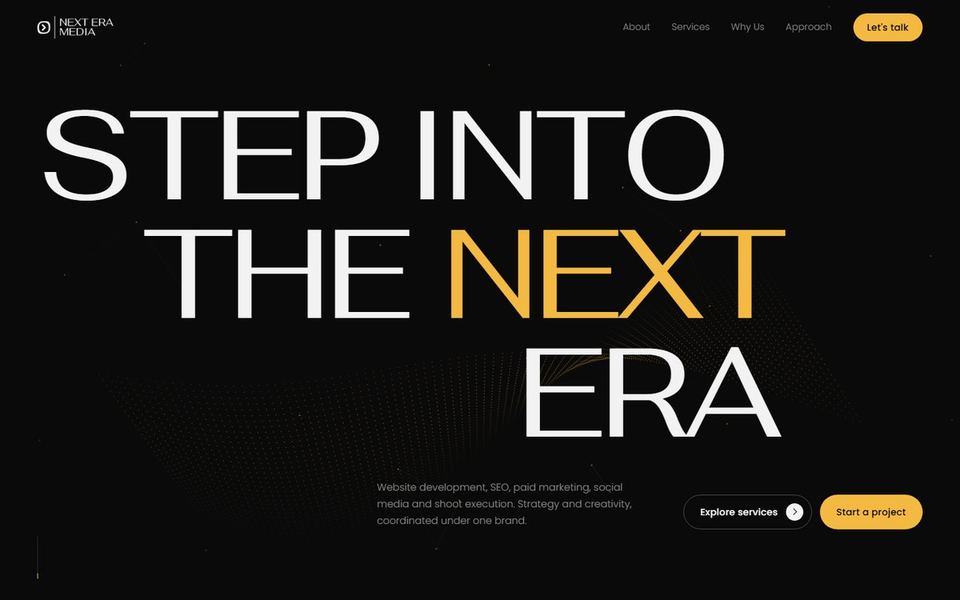 NEXT ERA
MEDIA
About
Services
Why Us
Approach
Let's talk
STEP INTO
THE NEXT
ERA
Website development, SEO, paid marketing, social
media and shoot execution. Strategy and creativity,
coordinated under one brand.
Explore services
Start a project